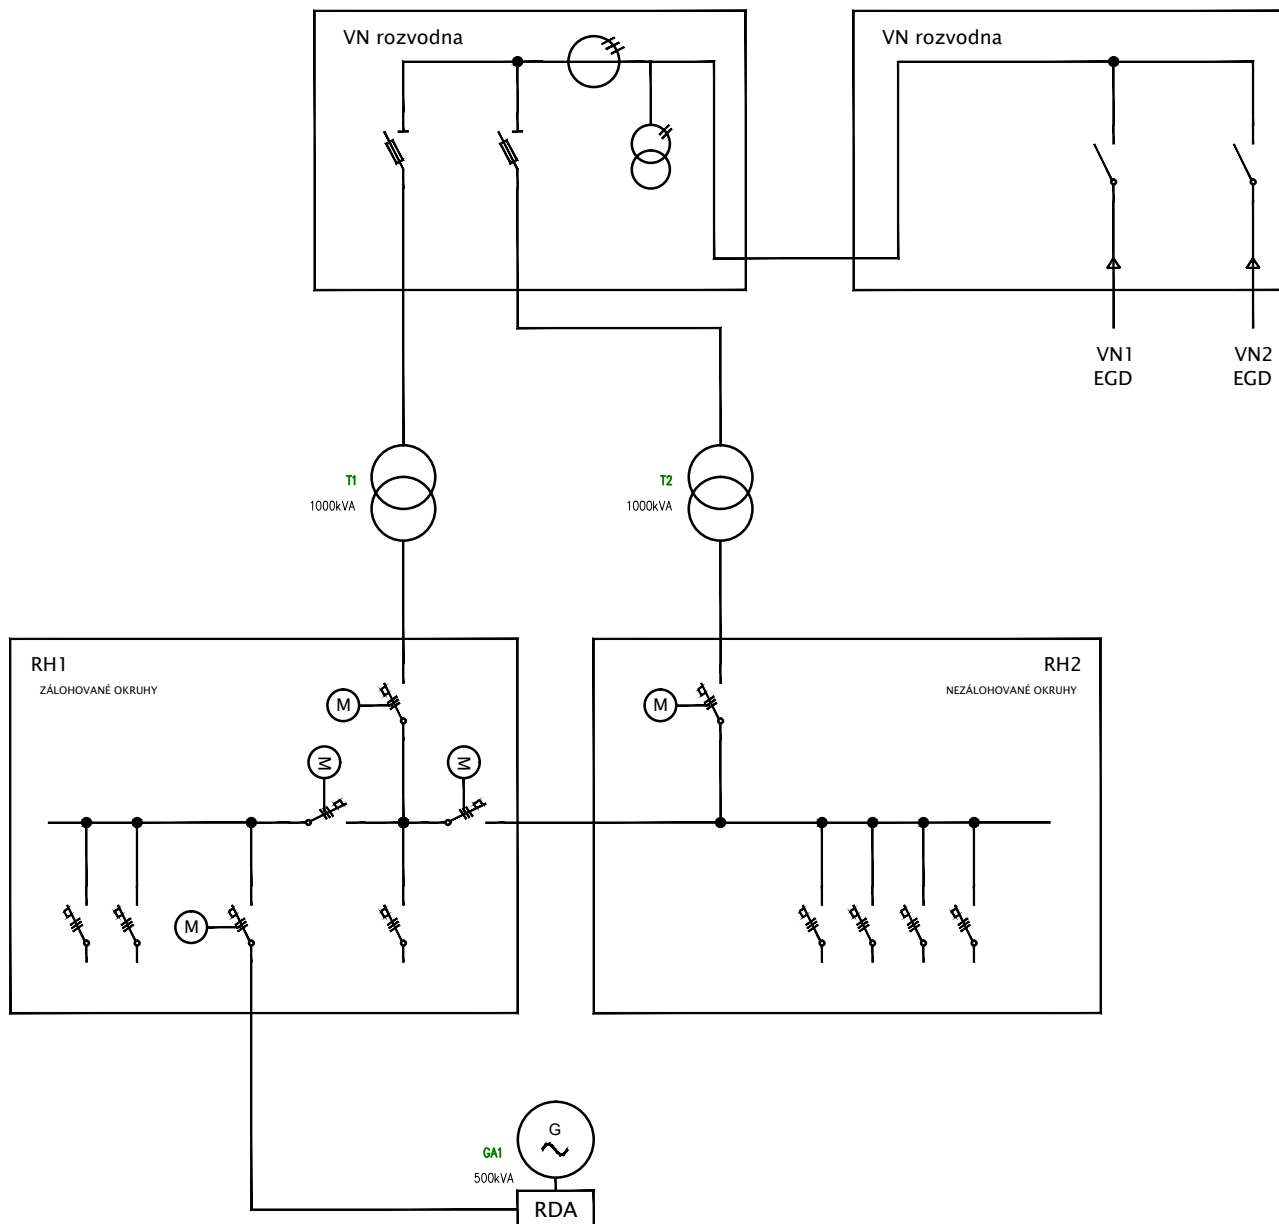 VN rozvodna
VN rozvodna
VN1
EGD
VN2
EGD
T1
1000kVA
T2
1000kVA
RH1
ZÁLOHOVANÉ OKRUHY
RH2
NEZÁLOHOVANÉ OKRUHY
M
M
M
M
M
G
GA1
500kVA
RDA